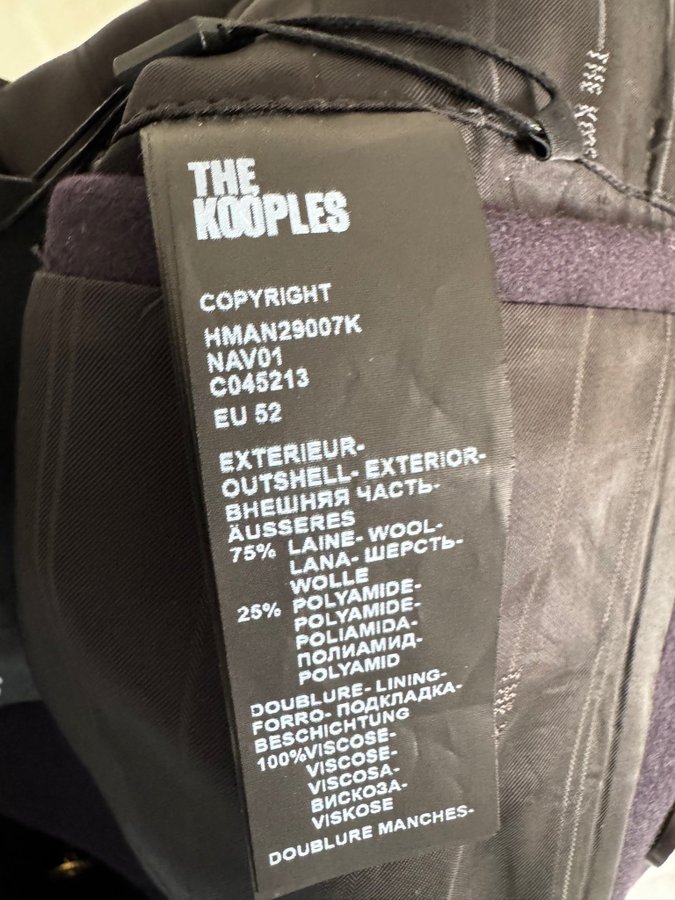 THE
KOOPLES
COPYRIGHT
HMAN29007K
NAV01
C045213
EU 52
EXTERIEUR-
OUTSHELL- EXTERIOR-
ВНЕШНЯЯ ЧАСТЬ-
ÄUSSERES
75% LAINE- WOOL-
LANA- ШЕРСТЬ-
WOLLE
25% POLYAMIDE-
POLYAMIDE-
POLIAMIDA-
ПОЛИАМИД-
POLYAMID
DOUBLURE- LINING-
FORRO- ПОДКЛАДКА-
BESCHICHTUNG
100%VISCOSE-
VISCOSE-
VISCOSA-
ВИСКОЗА-
VISKOSE
DOUBLURE MANCHES-
THE